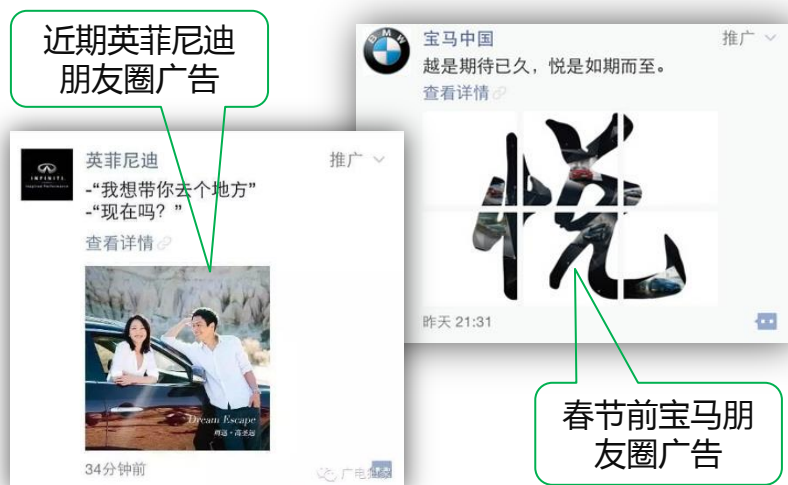 近期英菲尼迪
朋友圈广告
宝马中国
推广
越是期待已久，悦是如期而至。
查看详情
悦
昨天 21:31
英菲尼迪
推广
-“我想带你去个地方”
-“现在吗？”
查看详情
INFINITI
Dream Escape
34分钟前
春节前宝马朋
友圈广告
BMW